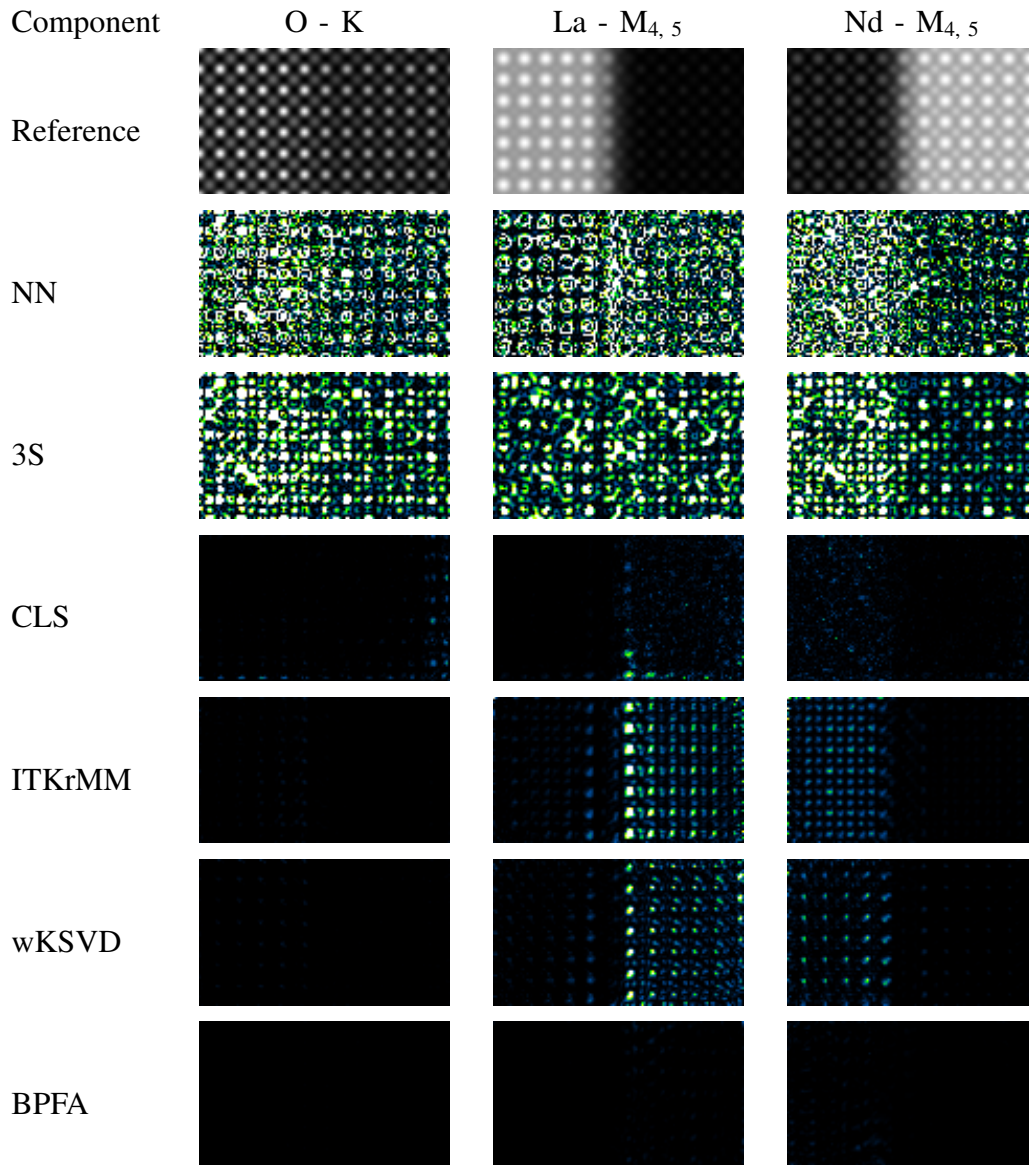 Component O - K La - M4, 5 Nd - M4, 5
Reference
NN
3S
CLS
ITKrMM
wKSVD
BPFA